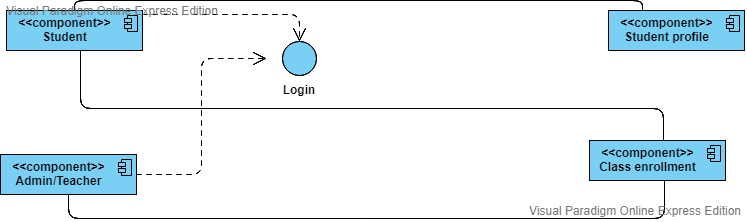 Visual Paradigm Online Express Edition
<<component>>
Student
<<component>>
Student profile
Login
<<component>>
Class enrollment
<<component>>
Admin/Teacher
Visual Paradigm Online Express Edition